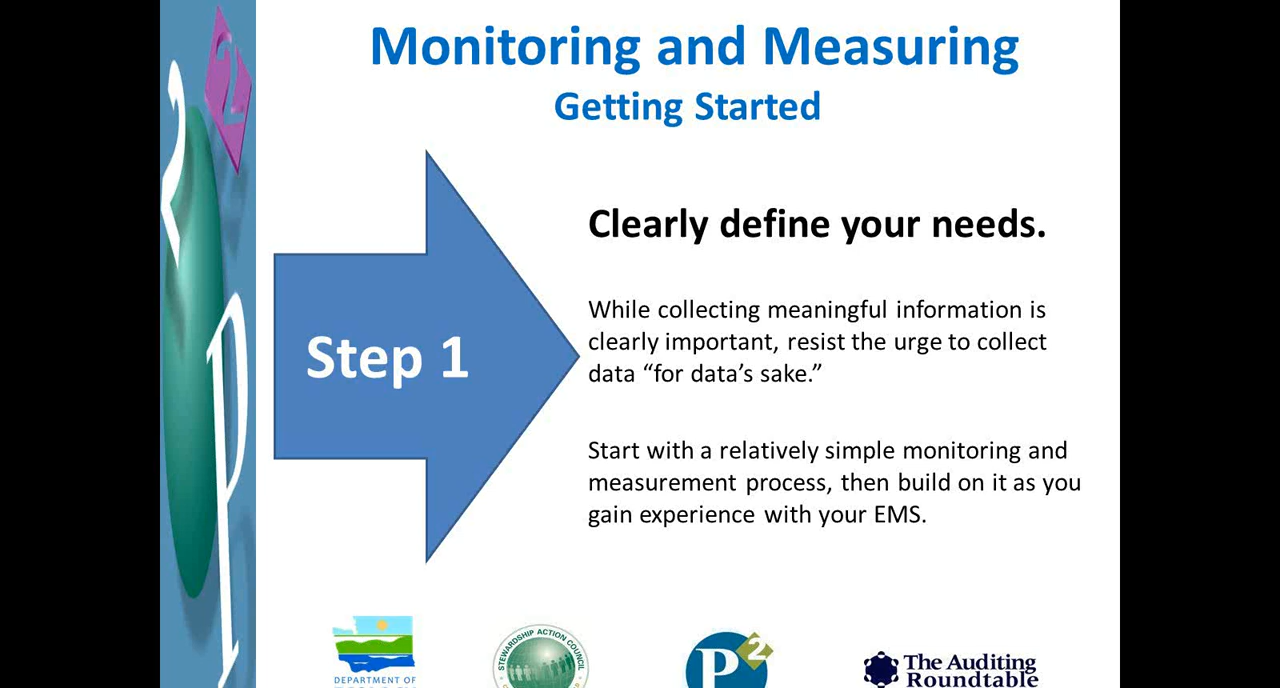 Monitoring and Measuring
Getting Started
Clearly define your needs.
While collecting meaningful information is
clearly important, resist the urge to collect
data “for data’s sake.”
Step 1
Start with a relatively simple monitoring and
measurement process, then build on it as you
gain experience with your EMS.
2
P
DEPARTMENT OF
STEWARDSHIP ACTION COUNCIL
P2
The Auditing
Roundtable